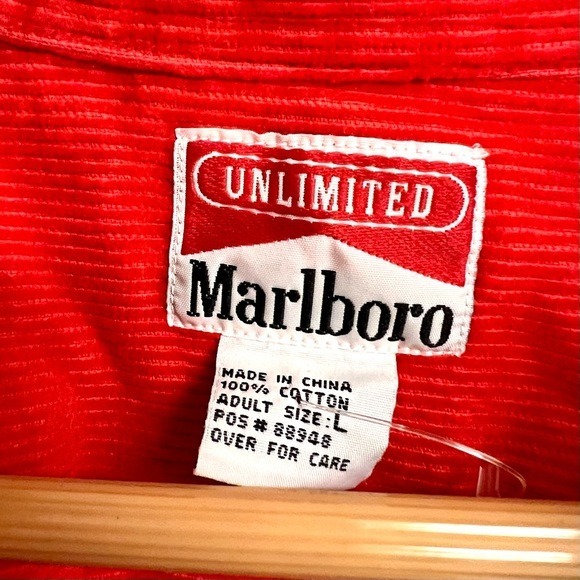 UNLIMITED
Marlboro
MADE IN CHINA
100% COTTON
ADULT SIZE: L
POS # 88948
OVER FOR CARE